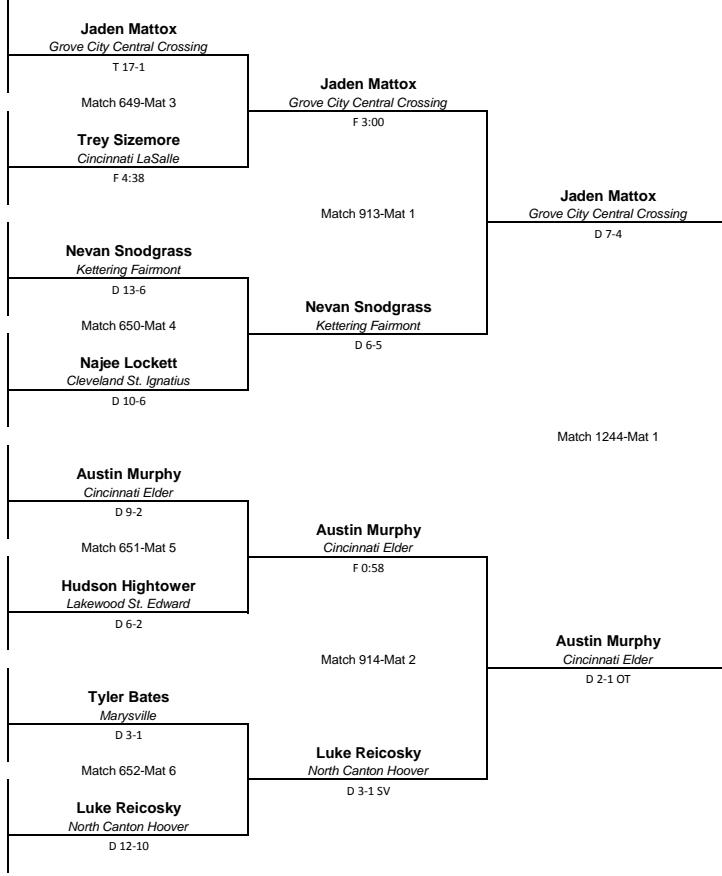 Jaden Mattox
Grove City Central Crossing
T 17-1
Match 649-Mat 3
Trey Sizemore
Cincinnati LaSalle
F 4:38
Nevan Snodgrass
Kettering Fairmont
D 13-6
Match 650-Mat 4
Najee Lockett
Cleveland St. Ignatius
D 10-6
Austin Murphy
Cincinnati Elder
D 9-2
Match 651-Mat 5
Hudson Hightower
Lakewood St. Edward
D 6-2
Tyler Bates
Marysville
D 3-1
Match 652-Mat 6
Luke Reicosky
North Canton Hoover
D 12-10
Jaden Mattox
Grove City Central Crossing
F 3:00
Match 913-Mat 1
Nevan Snodgrass
Kettering Fairmont
D 6-5
Austin Murphy
Cincinnati Elder
F 0:58
Match 914-Mat 2
Luke Reicosky
North Canton Hoover
D 3-1 SV
Jaden Mattox
Grove City Central Crossing
D 7-4
Match 1244-Mat 1
Austin Murphy
Cincinnati Elder
D 2-1 OT